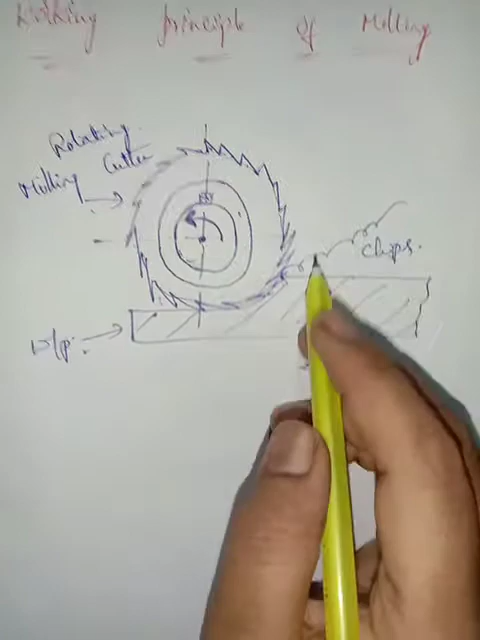 Working principle of Milling
Rotating
Milling Cutter
chips.
W/p.